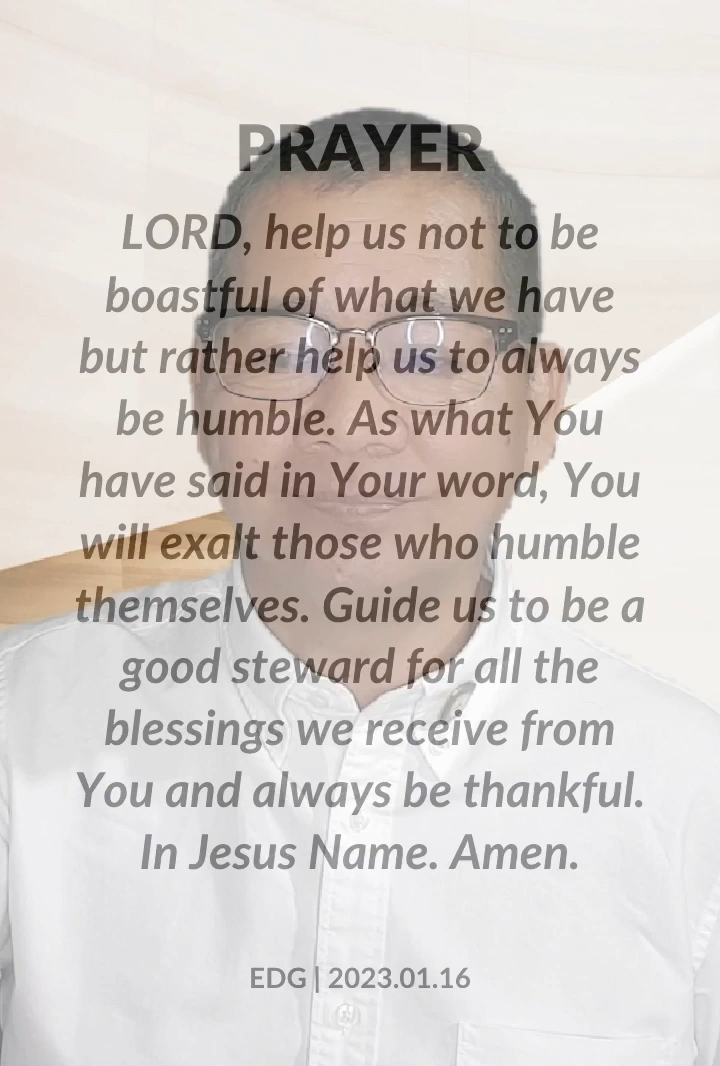 PRAYER
LORD, help us not to be
boastful of what we have
but rather help us to always
be humble. As what You
have said in Your word, You
will exalt those who humble
themselves. Guide us to be a
good steward for all the
blessings we receive from
You and always be thankful.
In Jesus Name. Amen.
EDG | 2023.01.16